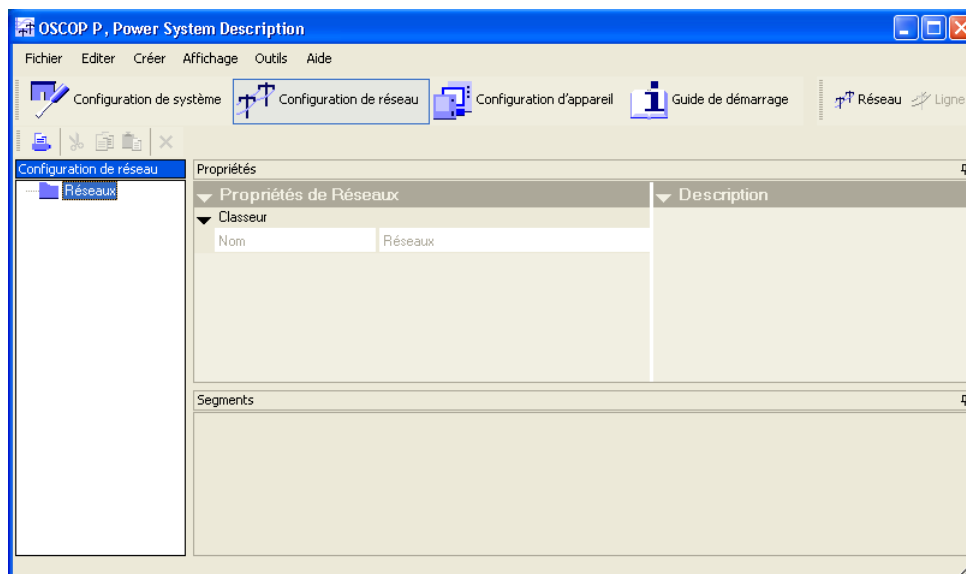 OSCOP P, Power System Description
Fichier Editer Créer Affichage Outils Aide
Configuration de système Configuration de réseau Configuration d'appareil Guide de démarrage Réseau Ligne
Configuration de réseau
Réseaux
Propriétés
Propriétés de Réseaux
Description
Classeur
Nom Réseaux
Segments